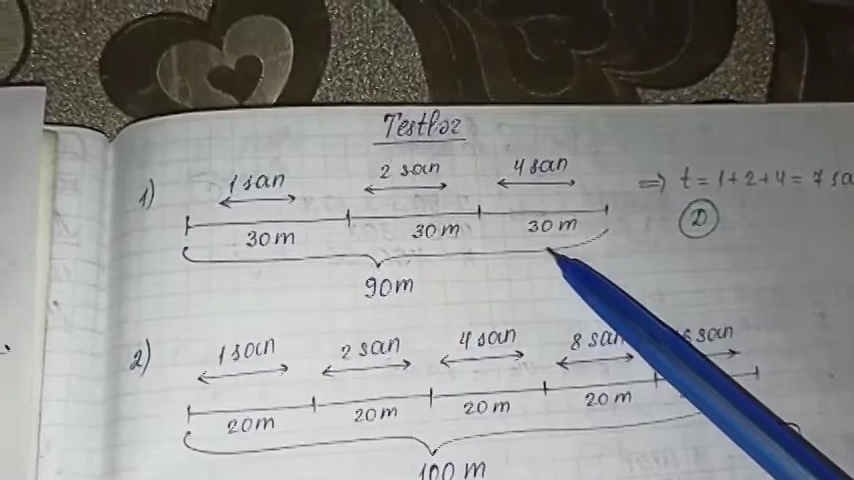 Testlər
1) 1 san 2 san 4 san ⇒ t = 1+2+4 = 7 sa
30m 30m 30m D
90m
2) 1 san 2 san 4 san 8 san san
20m 20m 20m 20m
100 m